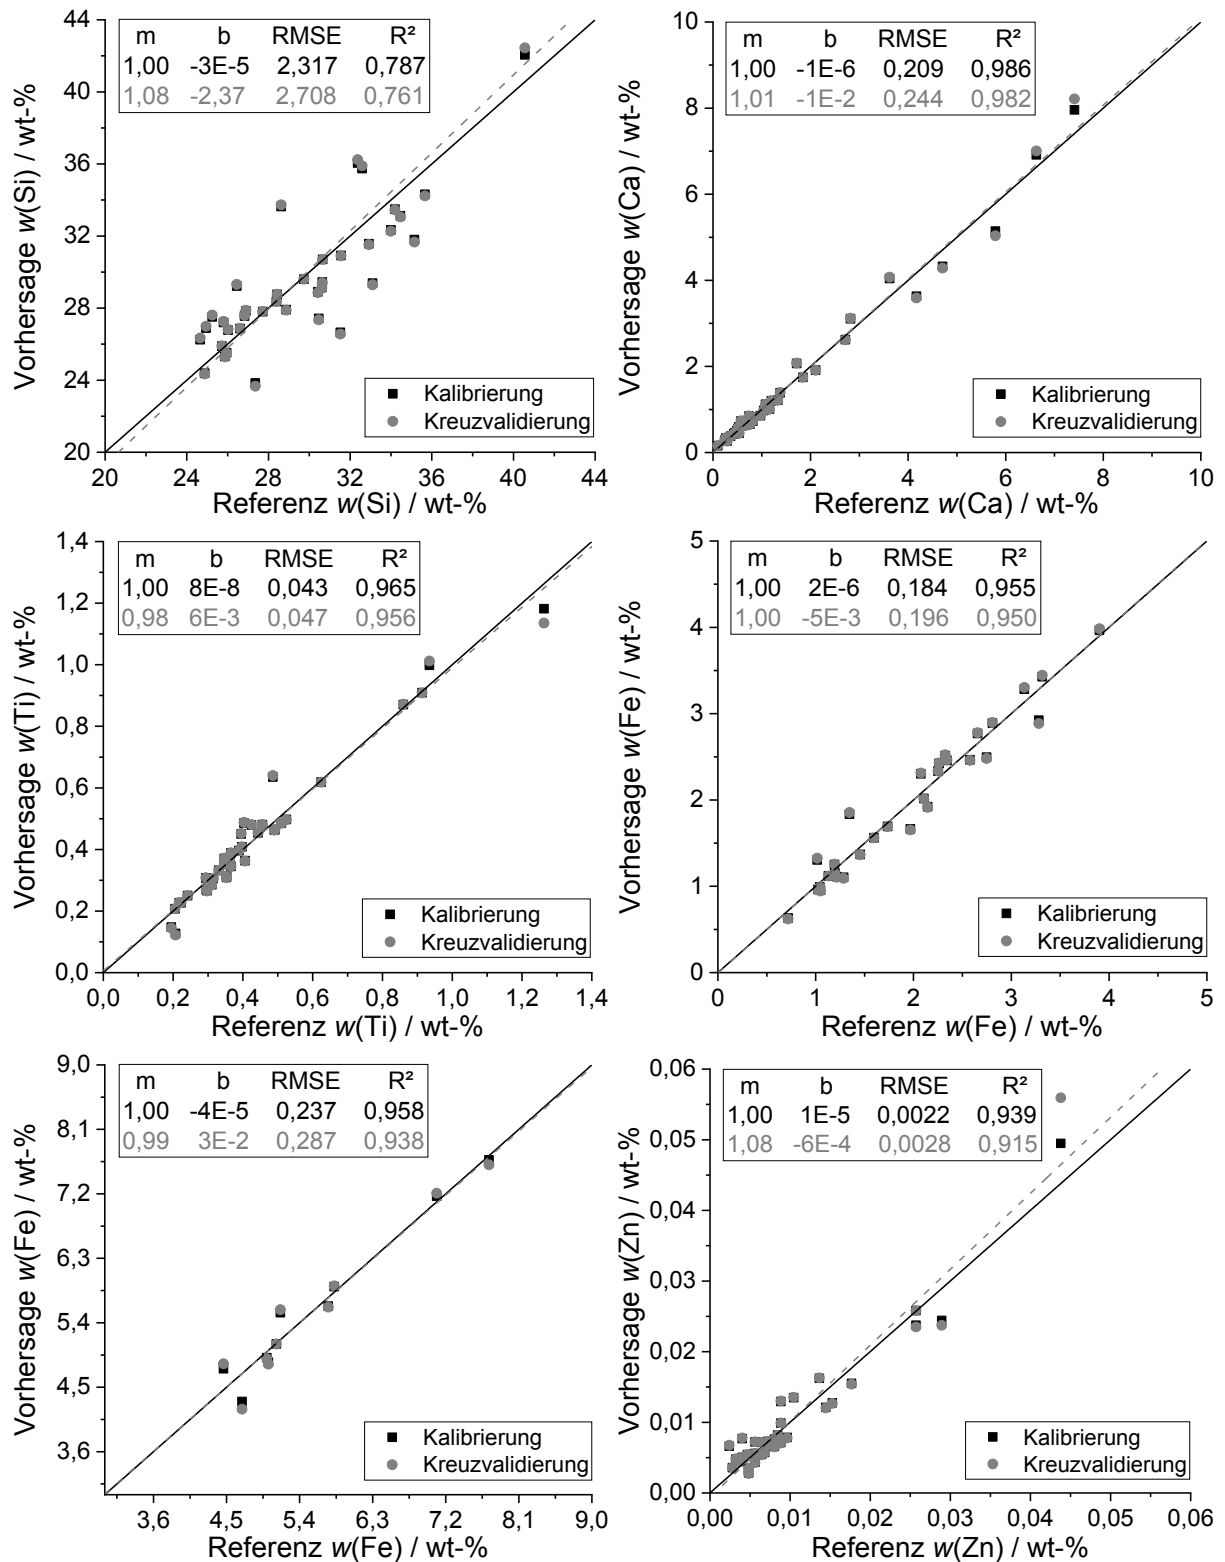 m b RMSE R²
1,00 -3E-5 2,317 0,787
1,08 -2,37 2,708 0,761
44
40
36
32
28
24
20
Vorhersage w(Si) / wt-%
Kalibrierung
Kreuzvalidierung
20 24 28 32 36 40 44
Referenz w(Si) / wt-%
m b RMSE R²
1,00 -1E-6 0,209 0,986
1,01 -1E-2 0,244 0,982
10
8
6
4
2
0
Vorhersage w(Ca) / wt-%
Kalibrierung
Kreuzvalidierung
0 2 4 6 8 10
Referenz w(Ca) / wt-%
m b RMSE R²
1,00 8E-8 0,043 0,965
0,98 6E-3 0,047 0,956
1,4
1,2
1,0
0,8
0,6
0,4
0,2
0,0
Vorhersage w(Ti) / wt-%
Kalibrierung
Kreuzvalidierung
0,0 0,2 0,4 0,6 0,8 1,0 1,2 1,4
Referenz w(Ti) / wt-%
m b RMSE R²
1,00 2E-6 0,184 0,955
1,00 -5E-3 0,196 0,950
5
4
3
2
1
0
Vorhersage w(Fe) / wt-%
Kalibrierung
Kreuzvalidierung
0 1 2 3 4 5
Referenz w(Fe) / wt-%
m b RMSE R²
1,00 -4E-5 0,237 0,958
0,99 3E-2 0,287 0,938
9,0
8,1
7,2
6,3
5,4
4,5
3,6
Vorhersage w(Fe) / wt-%
Kalibrierung
Kreuzvalidierung
3,6 4,5 5,4 6,3 7,2 8,1 9,0
Referenz w(Fe) / wt-%
m b RMSE R²
1,00 1E-5 0,0022 0,939
1,08 -6E-4 0,0028 0,915
0,06
0,05
0,04
0,03
0,02
0,01
0,00
Vorhersage w(Zn) / wt-%
Kalibrierung
Kreuzvalidierung
0,00 0,01 0,02 0,03 0,04 0,05 0,06
Referenz w(Zn) / wt-%